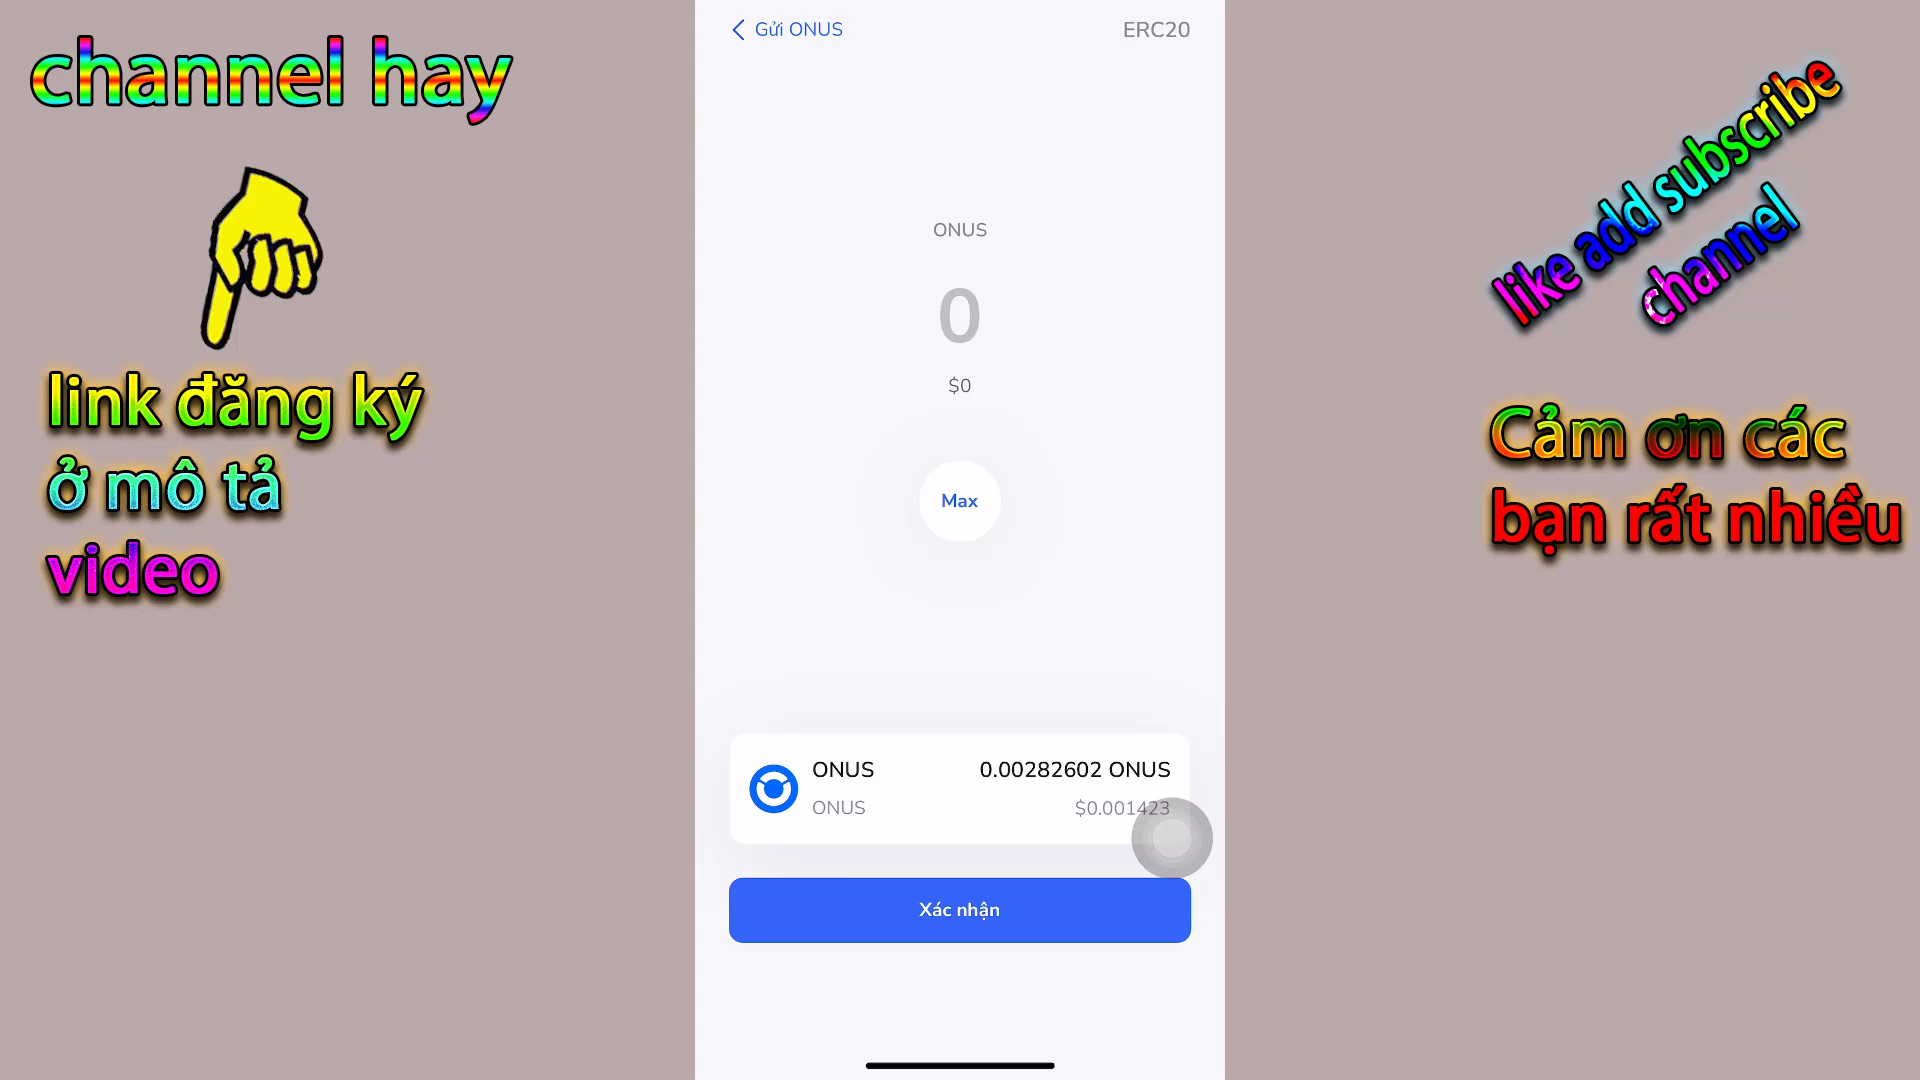 channel hay
link đăng ký
ở mô tả
video
Gửi ONUS
ERC20
ONUS
0
$0
Max
ONUS
0.00282602 ONUS
ONUS
$0.001423
Xác nhận
like add subscribe
channel
Cảm ơn các
bạn rất nhiều